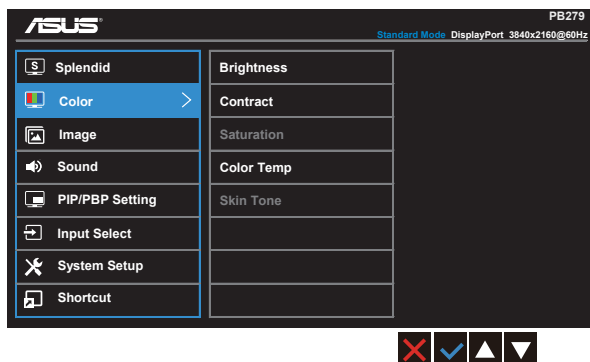 ASUS
PB279
Standard Mode DisplayPort 3840x2160@60Hz
S Splendid
Color
Image
Sound
PIP/PBP Setting
Input Select
System Setup
Shortcut
Brightness
Contract
Saturation
Color Temp
Skin Tone